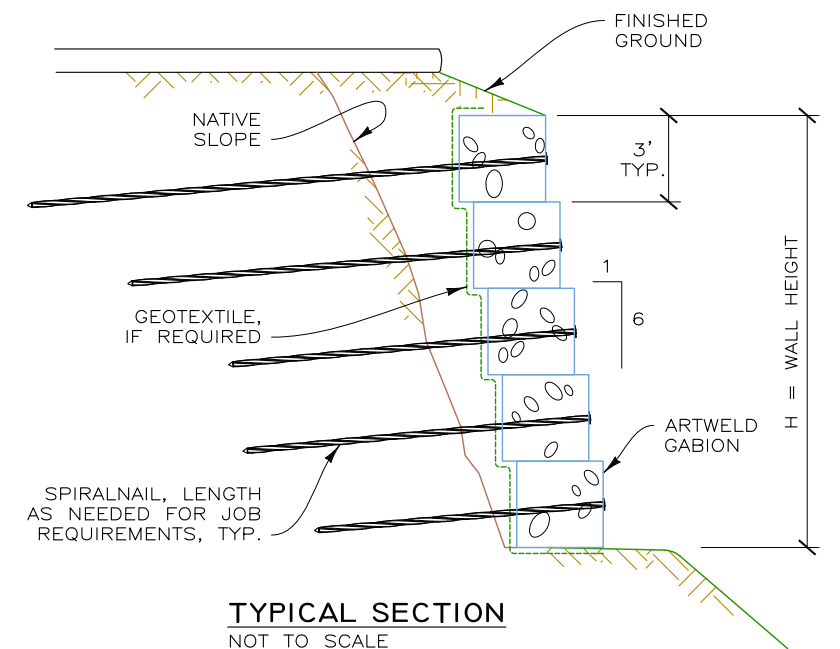 FINISHED
GROUND
NATIVE
SLOPE
3'
TYP.
H = WALL HEIGHT
1
6
GEOTEXTILE,
IF REQUIRED
ARTWELD
GABION
SPIRALNAIL, LENGTH
AS NEEDED FOR JOB
REQUIREMENTS, TYP.
TYPICAL SECTION
NOT TO SCALE